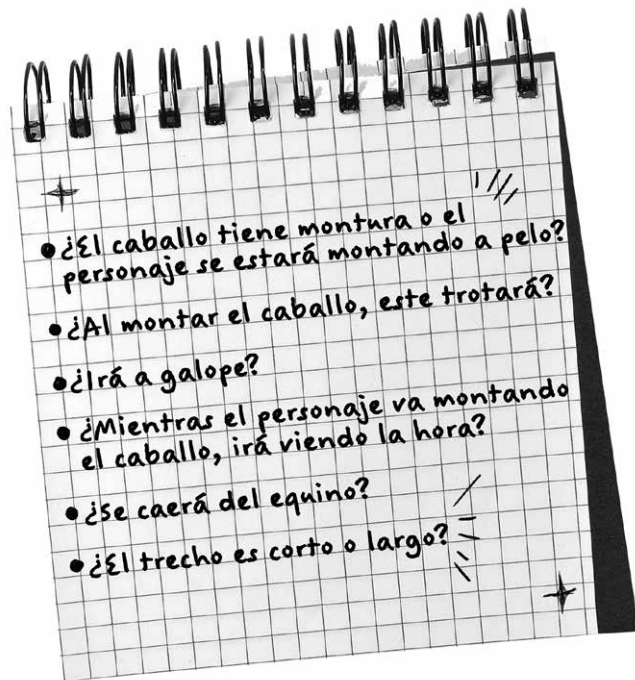 • ¿El caballo tiene montura o el
personaje se estará montando a pelo?
• ¿Al montar el caballo, este trotará?
• ¿Irá a galope?
• ¿Mientras el personaje va montando
el caballo, irá viendo la hora?
• ¿Se caerá del equino?
• ¿El trecho es corto o largo?